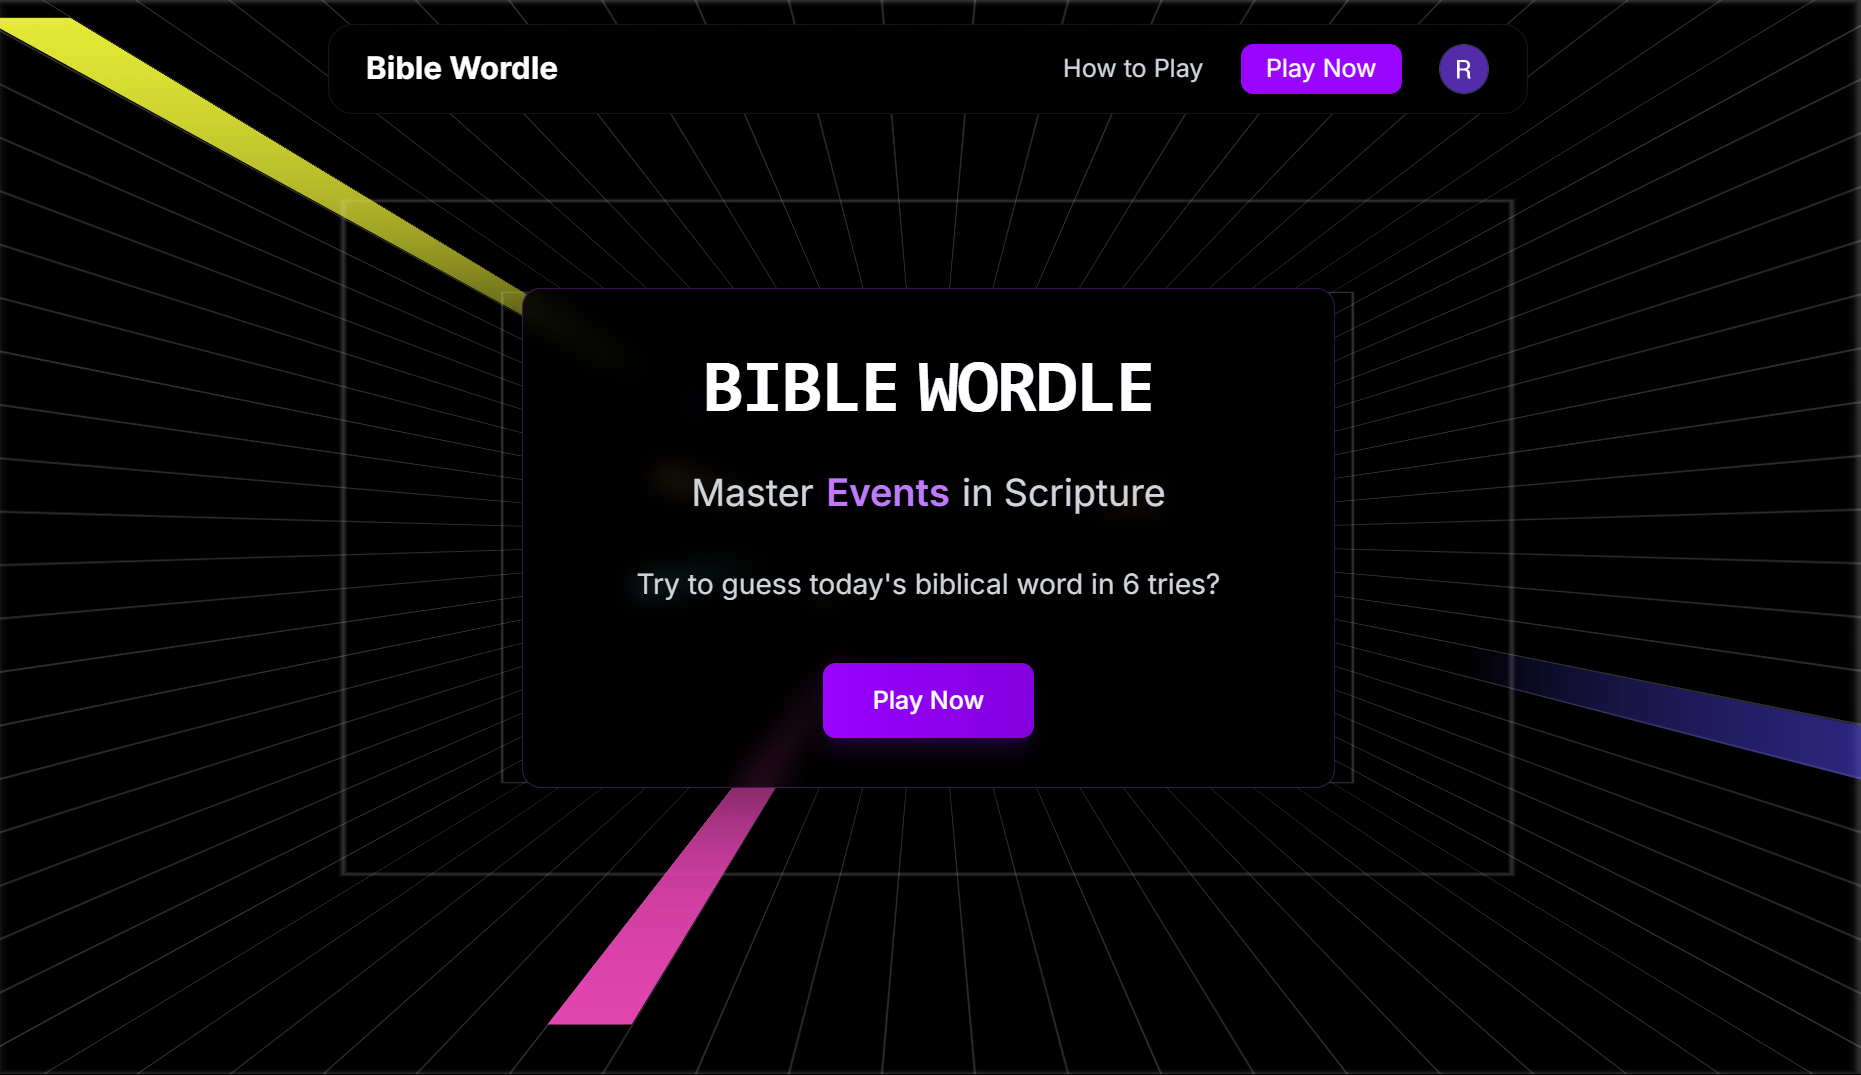 Bible Wordle
How to Play
Play Now
R
BIBLE WORDLE
Master Events in Scripture
Try to guess today's biblical word in 6 tries?
Play Now